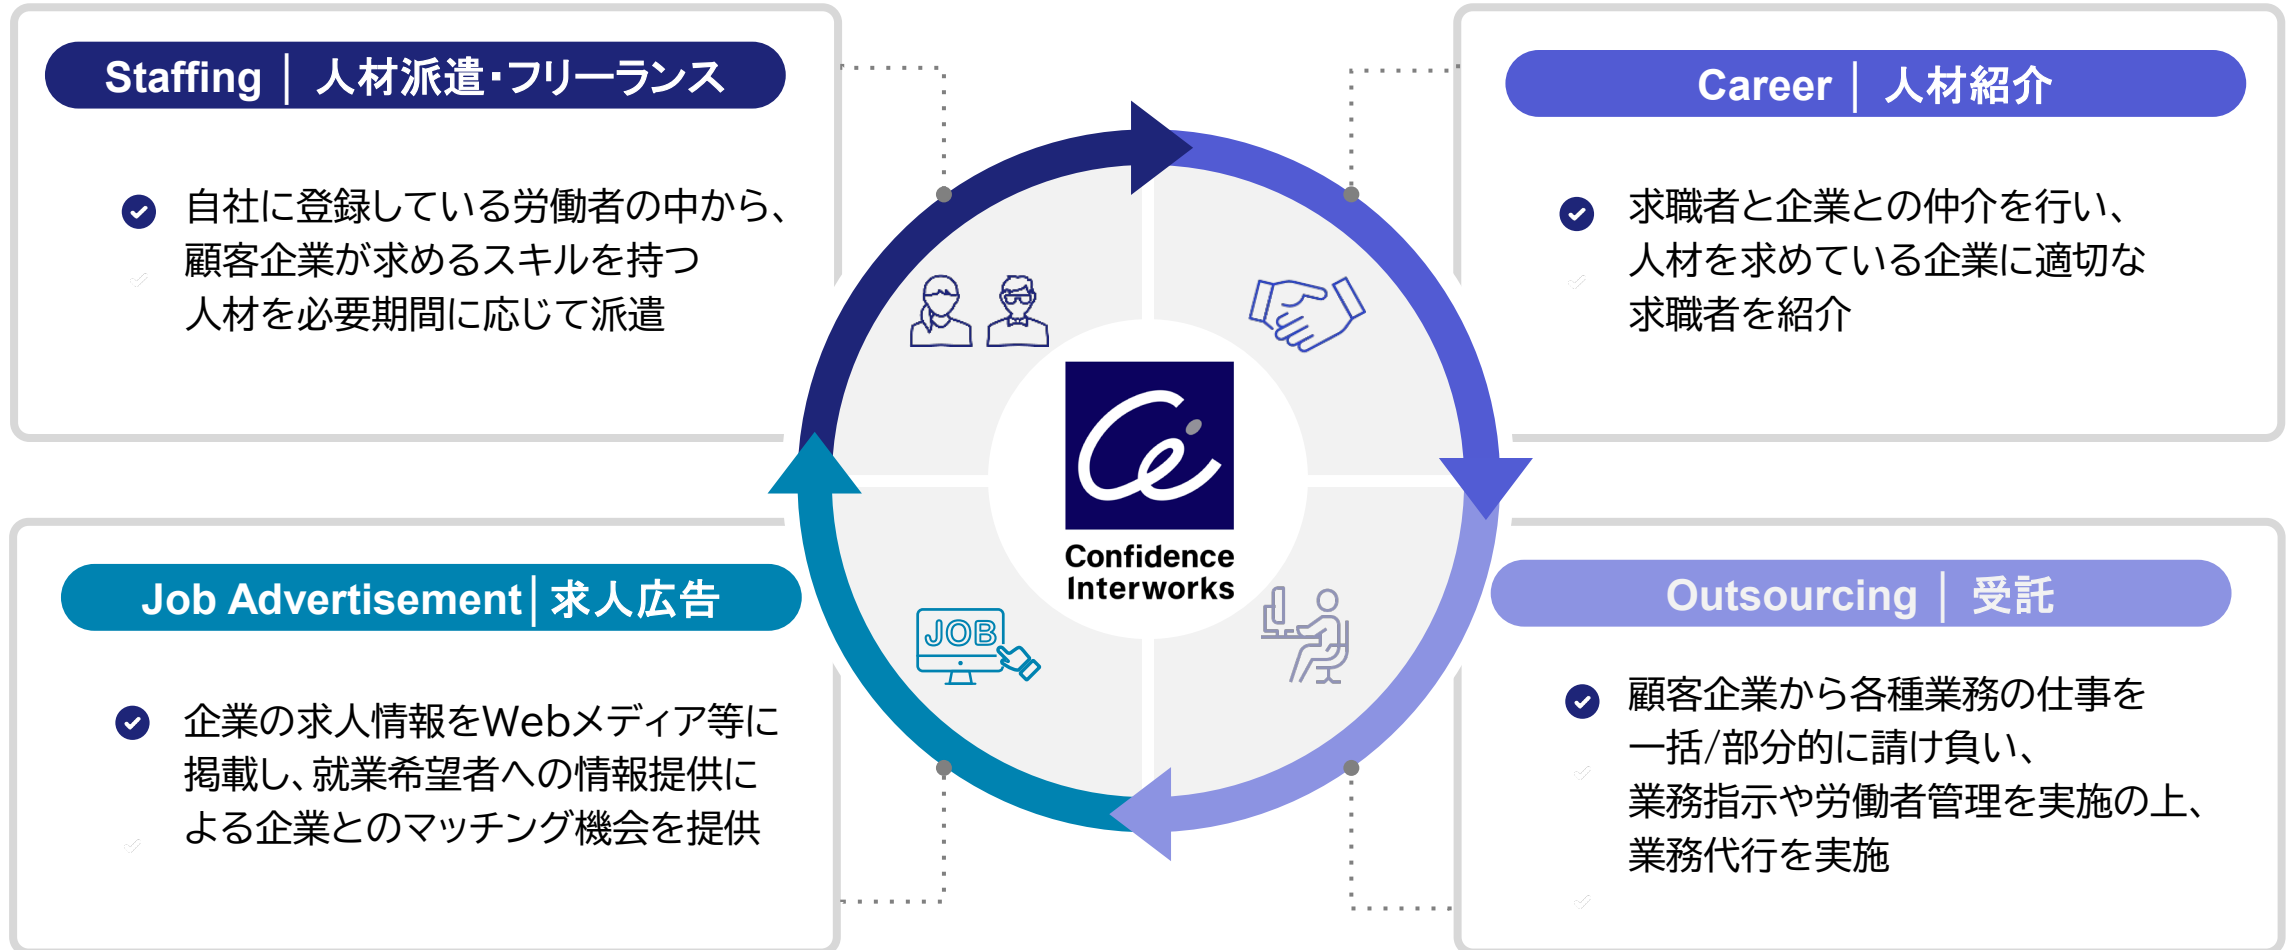 Staffing │ 人材派遣・フリーランス
自社に登録している労働者の中から、
顧客企業が求めるスキルを持つ
人材を必要期間に応じて派遣
Career │ 人材紹介
求職者と企業との仲介を行い、
人材を求めている企業に適切な
求職者を紹介
Confidence
Interworks
JOB
Job Advertisement│求人広告
企業の求人情報をWebメディア等に
掲載し、就業希望者への情報提供に
よる企業とのマッチング機会を提供
Outsourcing │ 受託
顧客企業から各種業務の仕事を
一括/部分的に請け負い、
業務指示や労働者管理を実施の上、
業務代行を実施